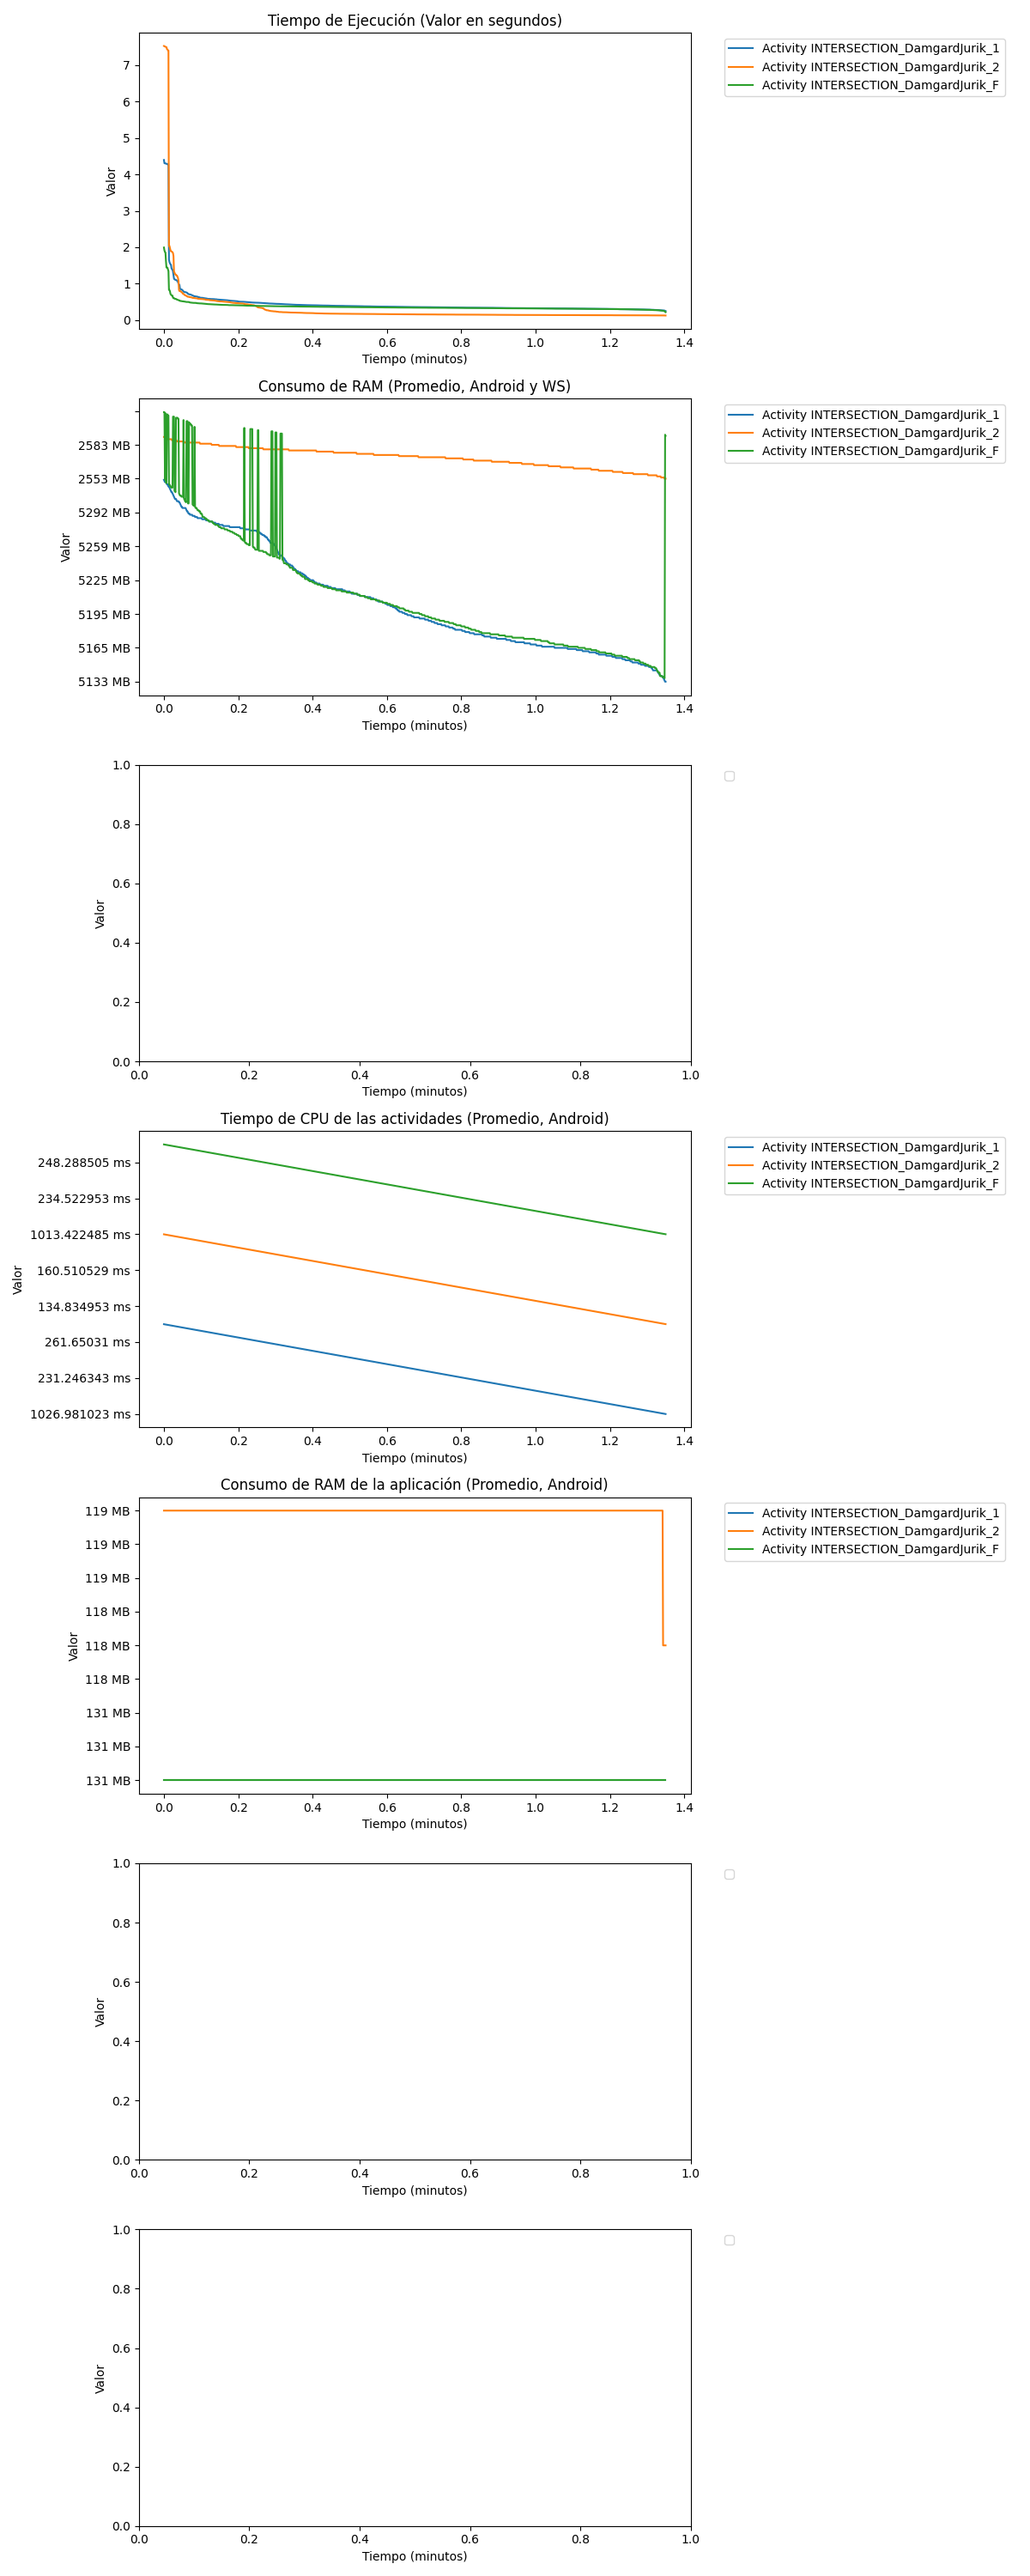 Tiempo de Ejecución (Valor en segundos)
7
6
5
4
3
2
1
0
Valor
0.0 0.2 0.4 0.6 0.8 1.0 1.2 1.4
Tiempo (minutos)
Activity INTERSECTION_DamgardJurik_1
Activity INTERSECTION_DamgardJurik_2
Activity INTERSECTION_DamgardJurik_F
Consumo de RAM (Promedio, Android y WS)
2583 MB
2553 MB
5292 MB
5259 MB
5225 MB
5195 MB
5165 MB
5133 MB
Valor
0.0 0.2 0.4 0.6 0.8 1.0 1.2 1.4
Tiempo (minutos)
Activity INTERSECTION_DamgardJurik_1
Activity INTERSECTION_DamgardJurik_2
Activity INTERSECTION_DamgardJurik_F
1.0
0.8
0.6
0.4
0.2
0.0
Valor
0.0 0.2 0.4 0.6 0.8 1.0
Tiempo (minutos)
Tiempo de CPU de las actividades (Promedio, Android)
248.288505 ms
234.522953 ms
1013.422485 ms
160.510529 ms
134.834953 ms
261.65031 ms
231.246343 ms
1026.981023 ms
Valor
0.0 0.2 0.4 0.6 0.8 1.0 1.2 1.4
Tiempo (minutos)
Activity INTERSECTION_DamgardJurik_1
Activity INTERSECTION_DamgardJurik_2
Activity INTERSECTION_DamgardJurik_F
Consumo de RAM de la aplicación (Promedio, Android)
119 MB
119 MB
119 MB
118 MB
118 MB
118 MB
131 MB
131 MB
131 MB
Valor
0.0 0.2 0.4 0.6 0.8 1.0 1.2 1.4
Tiempo (minutos)
Activity INTERSECTION_DamgardJurik_1
Activity INTERSECTION_DamgardJurik_2
Activity INTERSECTION_DamgardJurik_F
1.0
0.8
0.6
0.4
0.2
0.0
Valor
0.0 0.2 0.4 0.6 0.8 1.0
Tiempo (minutos)
1.0
0.8
0.6
0.4
0.2
0.0
Valor
0.0 0.2 0.4 0.6 0.8 1.0
Tiempo (minutos)